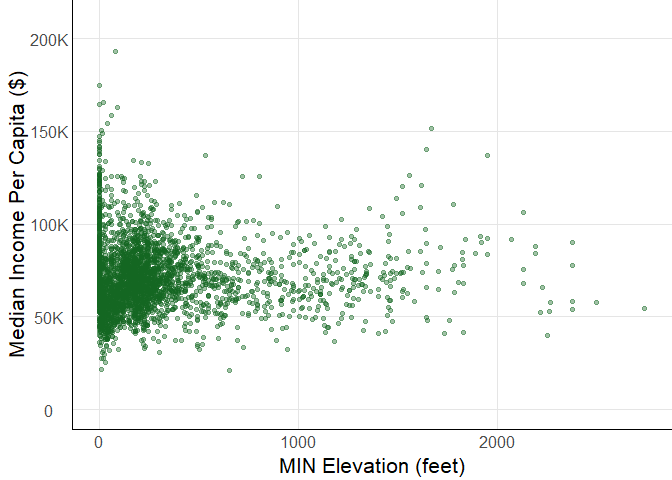 Median Income Per Capita ($)
200K
150K
100K
50K
0
0 1000 2000
MIN Elevation (feet)